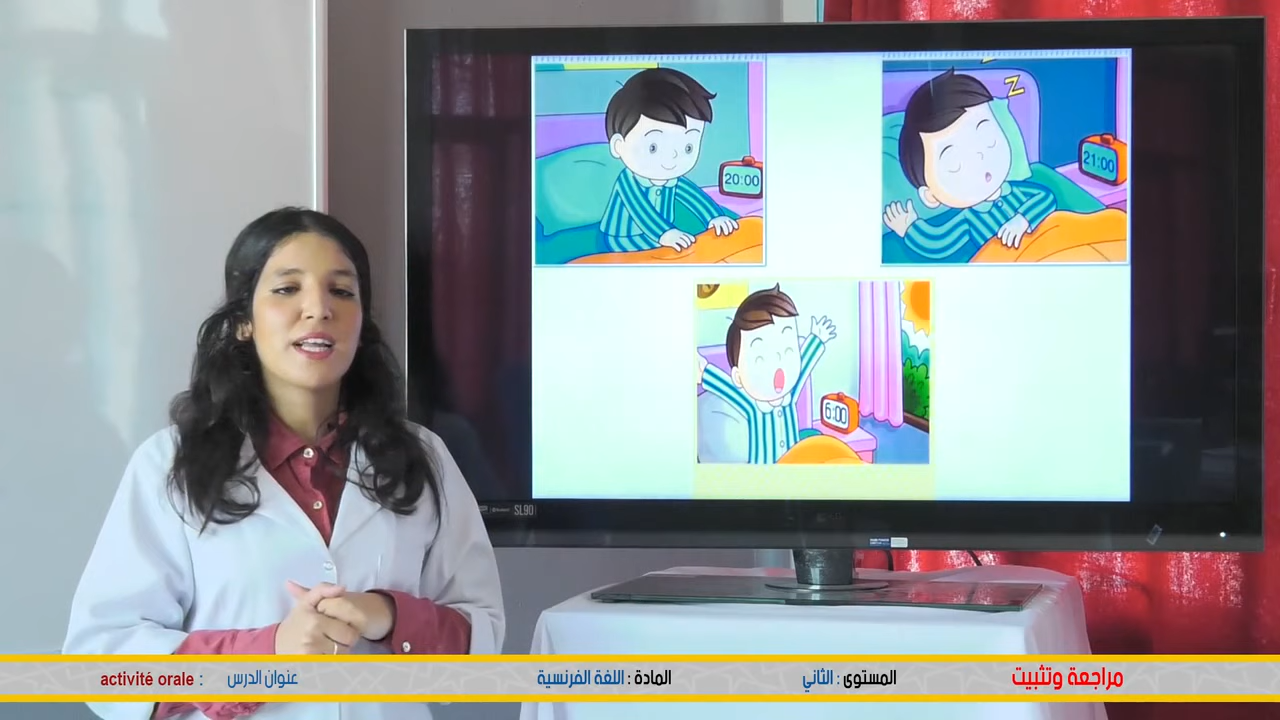 Z
20:00
21:00
6:00
SL90
مراجعة وتثبيت
المستوى : الثاني
المادة : اللغة الفرنسية
عنوان الدرس : activité orale